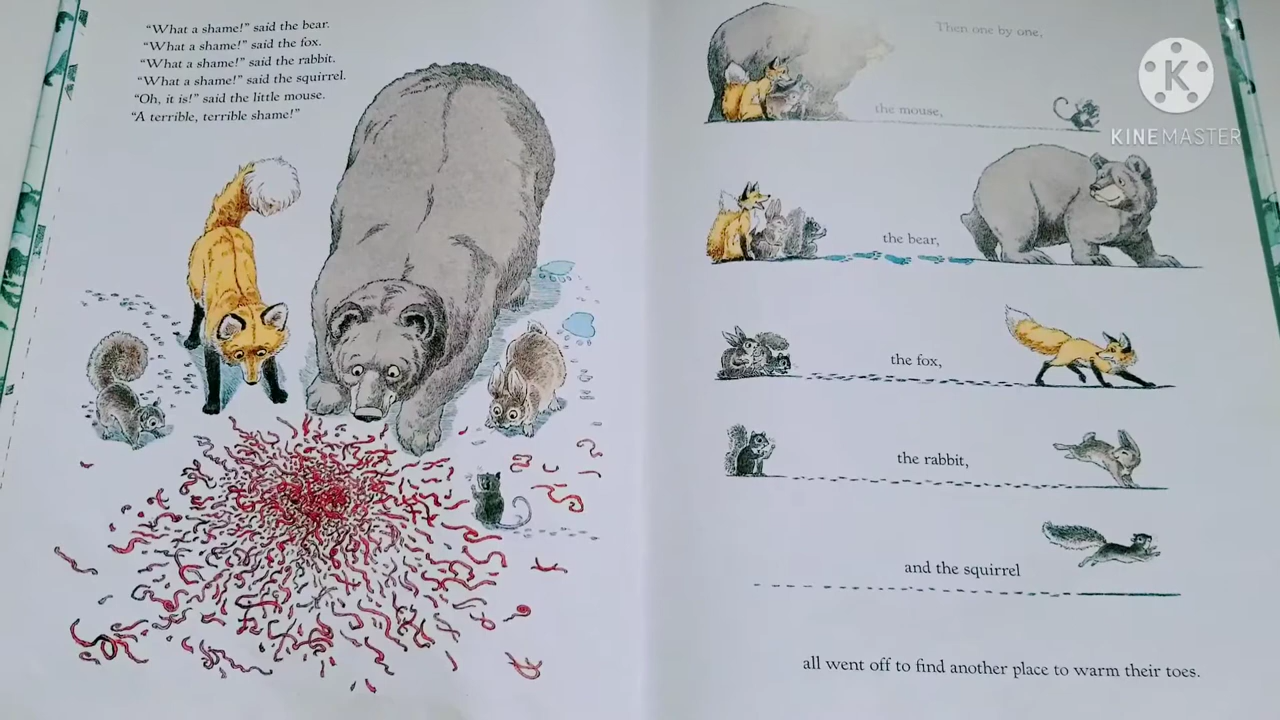 "What a shame!" said the bear.
"What a shame!" said the fox.
"What a shame!" said the rabbit.
"What a shame!" said the squirrel.
"Oh, it is!" said the little mouse.
"A terrible, terrible shame!"
Then one by one,
the mouse,
the bear,
the fox,
the rabbit,
and the squirrel
all went off to find another place to warm their toes.
K
KINEMASTER